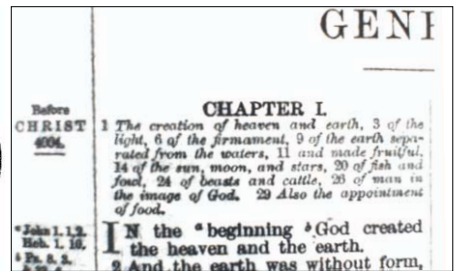 GENE
Before
CHRIST
4004.
CHAPTER I.
1 The creation of heaven and earth, 3 of the
light, 6 of the firmament, 9 of the earth sepa-
rated from the waters, 11 and made fruitful,
14 of the sun, moon, and stars, 20 of fish and
fowl, 24 of beasts and cattle, 26 of man in
the image of God. 29 Also the appointment
of food.
a John 1. 1, 2.
Heb. 1. 10.
b Ps. 8. 3.
IN the a beginning b God created
the heaven and the earth.
2 And the earth was without form,